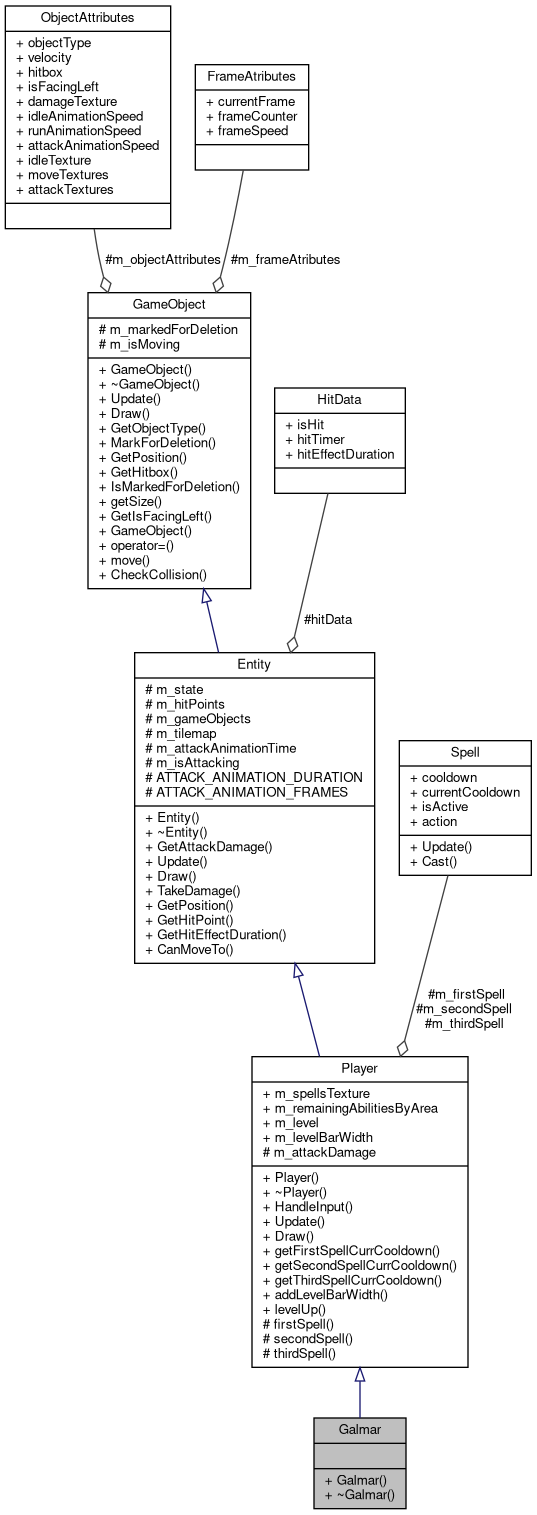 ObjectAttributes
+ objectType
+ velocity
+ hitbox
+ isFacingLeft
+ damageTexture
+ idleAnimationSpeed
+ runAnimationSpeed
+ attackAnimationSpeed
+ idleTexture
+ moveTextures
+ attackTextures
FrameAtributes
+ currentFrame
+ frameCounter
+ frameSpeed
#m_objectAttributes
#m_frameAtributes
GameObject
# m_markedForDeletion
# m_isMoving
+ GameObject()
+ ~GameObject()
+ Update()
+ Draw()
+ GetObjectType()
+ MarkForDeletion()
+ GetPosition()
+ GetHitbox()
+ IsMarkedForDeletion()
+ getSize()
+ GetIsFacingLeft()
+ GameObject()
+ operator=()
+ move()
+ CheckCollision()
HitData
+ isHit
+ hitTimer
+ hitEffectDuration
#hitData
Entity
# m_state
# m_hitPoints
# m_gameObjects
# m_tilemap
# m_attackAnimationTime
# m_isAttacking
# ATTACK_ANIMATION_DURATION
# ATTACK_ANIMATION_FRAMES
+ Entity()
+ ~Entity()
+ GetAttackDamage()
+ Update()
+ Draw()
+ TakeDamage()
+ GetPosition()
+ GetHitPoint()
+ GetHitEffectDuration()
+ CanMoveTo()
Spell
+ cooldown
+ currentCooldown
+ isActive
+ action
+ Update()
+ Cast()
#m_firstSpell
#m_secondSpell
#m_thirdSpell
Player
+ m_spellsTexture
+ m_remainingAbilitiesByArea
+ m_level
+ m_levelBarWidth
# m_attackDamage
+ Player()
+ ~Player()
+ HandleInput()
+ Update()
+ Draw()
+ getFirstSpellCurrCooldown()
+ getSecondSpellCurrCooldown()
+ getThirdSpellCurrCooldown()
+ addLevelBarWidth()
+ levelUp()
# firstSpell()
# secondSpell()
# thirdSpell()
Galmar
+ Galmar()
+ ~Galmar()